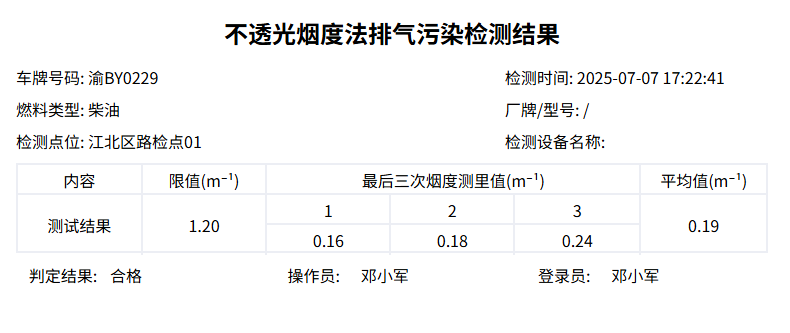 不透光烟度法排气污染检测结果
车牌号码: 渝BY0229 检测时间: 2025-07-07 17:22:41
燃料类型: 柴油 厂牌/型号: /
检测点位: 江北区路检点01 检测设备名称:
内容 限值(m⁻¹) 最后三次烟度测里值(m⁻¹) 平均值(m⁻¹)
测试结果 1.20 1 2 3 0.19
0.16 0.18 0.24
判定结果: 合格 操作员: 邓小军 登录员: 邓小军